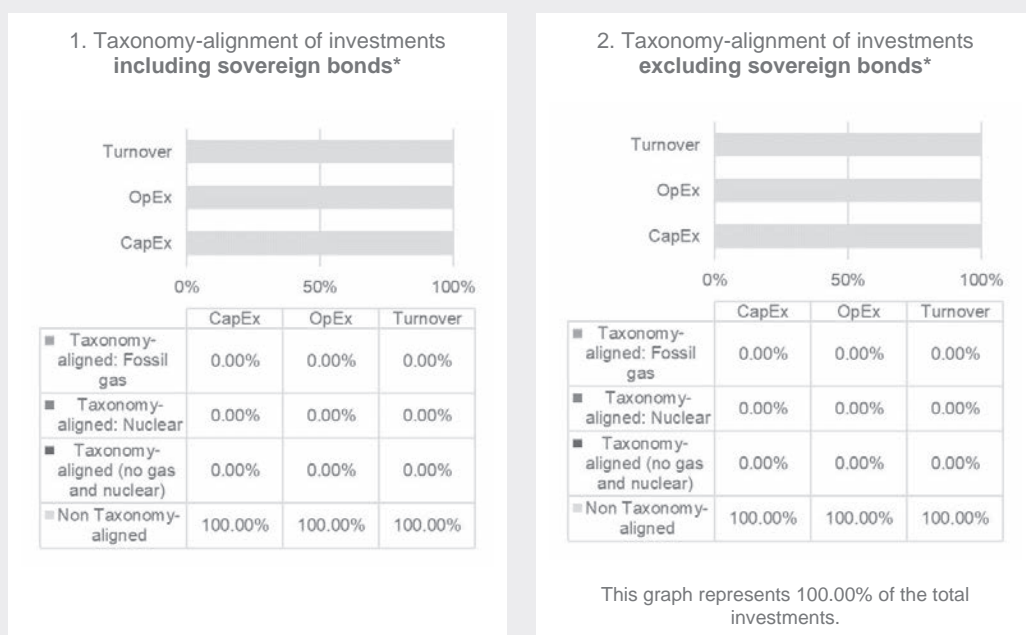 1. Taxonomy-alignment of investments
including sovereign bonds*
Turnover
OpEx
CapEx
0% 50% 100%
CapEx OpEx Turnover
Taxonomy-
aligned: Fossil
gas
0.00% 0.00% 0.00%
Taxonomy-
aligned: Nuclear
0.00% 0.00% 0.00%
Taxonomy-
aligned (no gas
and nuclear)
0.00% 0.00% 0.00%
Non Taxonomy-
aligned
100.00% 100.00% 100.00%
2. Taxonomy-alignment of investments
excluding sovereign bonds*
Turnover
OpEx
CapEx
0% 50% 100%
CapEx OpEx Turnover
Taxonomy-
aligned: Fossil
gas
0.00% 0.00% 0.00%
Taxonomy-
aligned: Nuclear
0.00% 0.00% 0.00%
Taxonomy-
aligned (no gas
and nuclear)
0.00% 0.00% 0.00%
Non Taxonomy-
aligned
100.00% 100.00% 100.00%
This graph represents 100.00% of the total
investments.